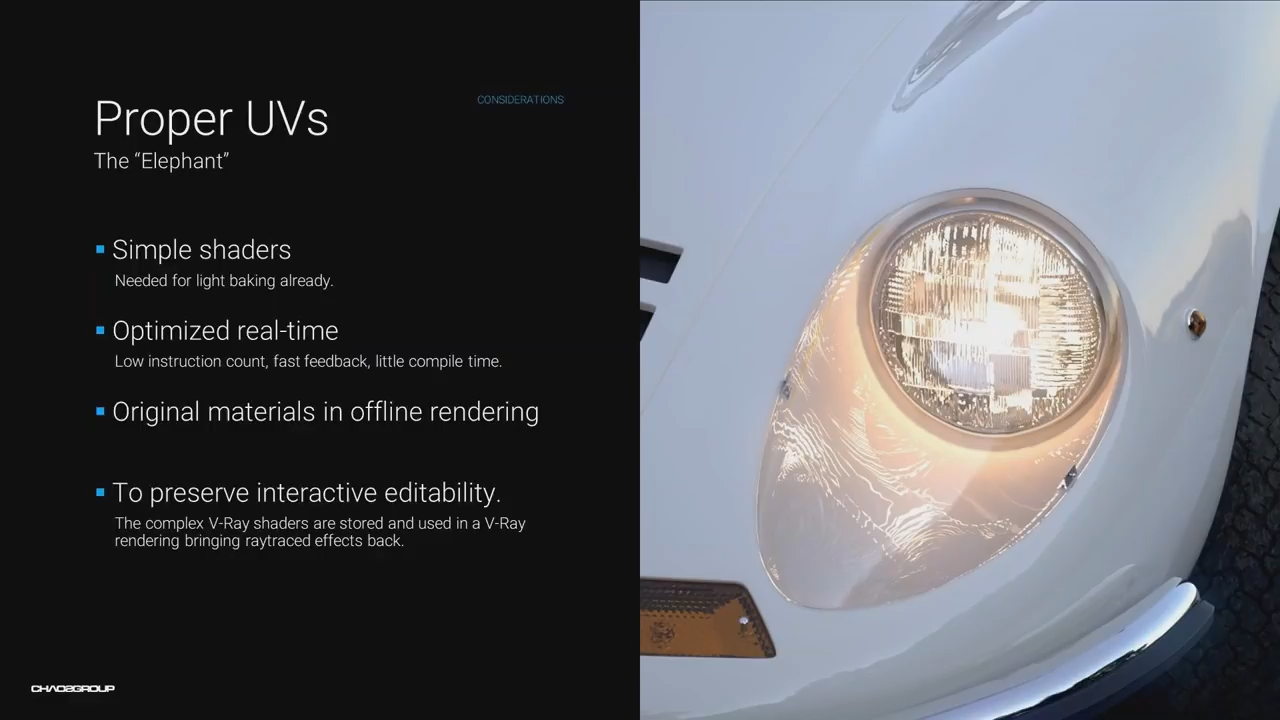 CONSIDERATIONS
Proper UVs
The “Elephant”
Simple shaders
Needed for light baking already.
Optimized real-time
Low instruction count, fast feedback, little compile time.
Original materials in offline rendering
To preserve interactive editability.
The complex V-Ray shaders are stored and used in a V-Ray
rendering bringing raytraced effects back.
CHAOSGROUP